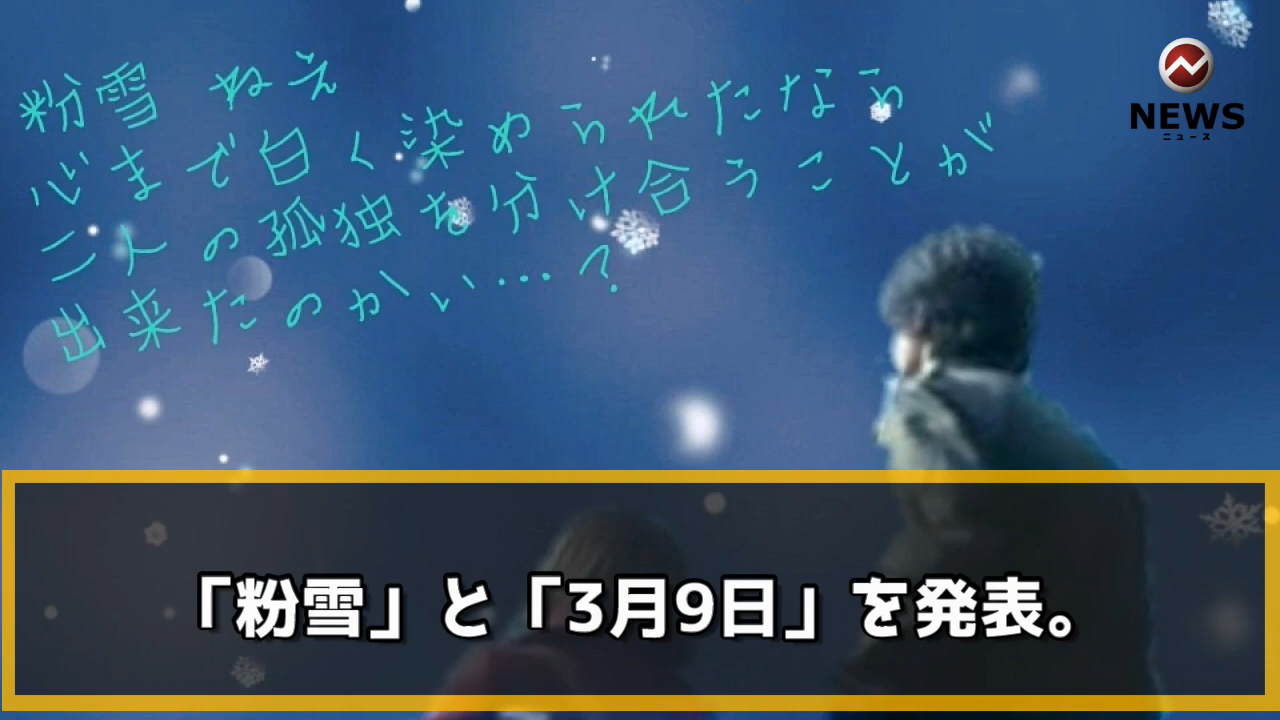 粉雪 ねえ
心まで白く染められたなら
二人の孤独を分け合うことが
出来たのかい…?
NEWS
ニュース
「粉雪」と「3月9日」を発表。